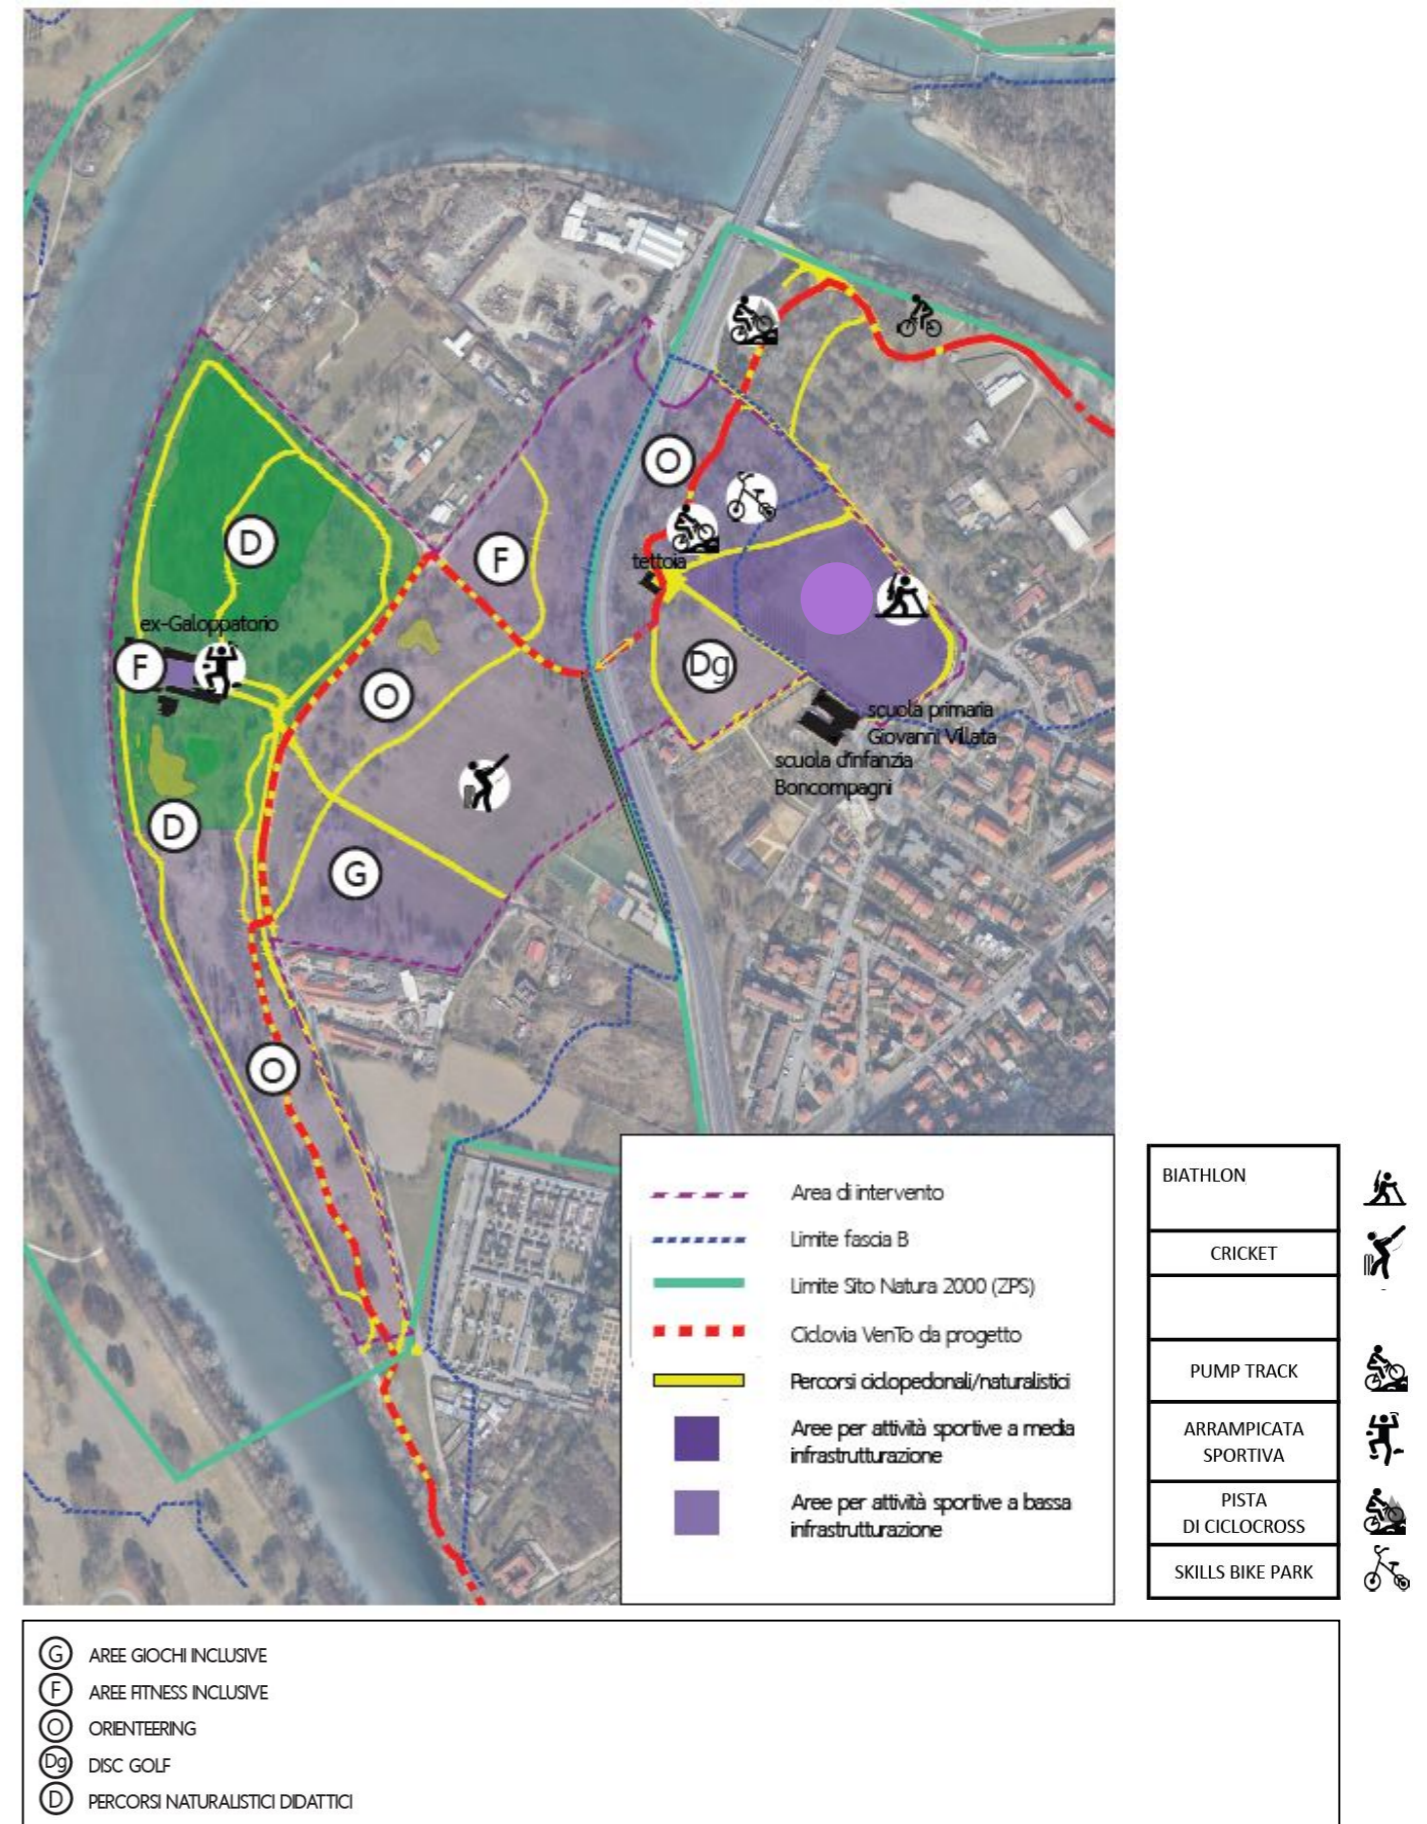 O
D
tettoia
F
ex-Galoppatorio
F
Dg
O
scuola primaria
Giovanni Villata
scuola d'infanzia
Boncompagni
D
G
O
Area di intervento
Limite fascia B
Limite Sito Natura 2000 (ZPS)
Ciclovia VenTo da progetto
Percorsi ciclopedonali/naturalistici
Aree per attività sportive a media
infrastrutturazione
Aree per attività sportive a bassa
infrastrutturazione
BIATHLON
CRICKET
PUMP TRACK
ARRAMPICATA
SPORTIVA
PISTA
DI CICLOCROSS
SKILLS BIKE PARK
G AREE GIOCHI INCLUSIVE
F AREE FITNESS INCLUSIVE
O ORIENTEERING
Dg DISC GOLF
D PERCORSI NATURALISTICI DIDATTICI